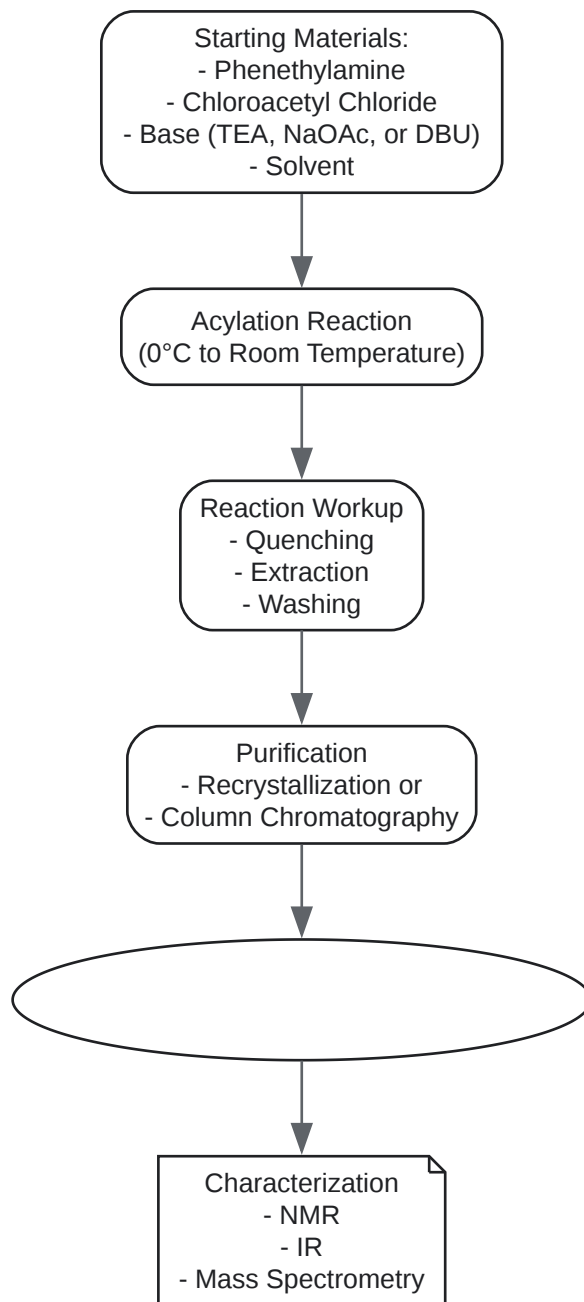 Starting Materials:
- Phenethylamine
- Chloroacetyl Chloride
- Base (TEA, NaOAc, or DBU)
- Solvent
Acylation Reaction
(0°C to Room Temperature)
Reaction Workup
- Quenching
- Extraction
- Washing
Purification
- Recrystallization or
- Column Chromatography
Characterization
- NMR
- IR
- Mass Spectrometry